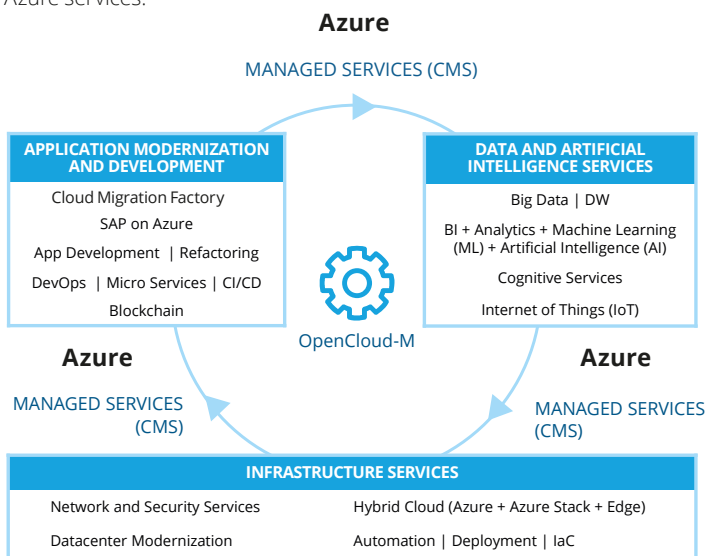 Azure services.
Azure
MANAGED SERVICES (CMS)
APPLICATION MODERNIZATION
AND DEVELOPMENT
Cloud Migration Factory
SAP on Azure
App Development | Refactoring
DevOps | Micro Services | CI/CD
Blockchain
DATA AND ARTIFICIAL
INTELLIGENCE SERVICES
Big Data | DW
BI + Analytics + Machine Learning
(ML) + Artificial Intelligence (AI)
Cognitive Services
Internet of Things (IoT)
OpenCloud-M
Azure
MANAGED SERVICES
(CMS)
Azure
MANAGED SERVICES
(CMS)
INFRASTRUCTURE SERVICES
Network and Security Services
Hybrid Cloud (Azure + Azure Stack + Edge)
Datacenter Modernization
Automation | Deployment | IaC